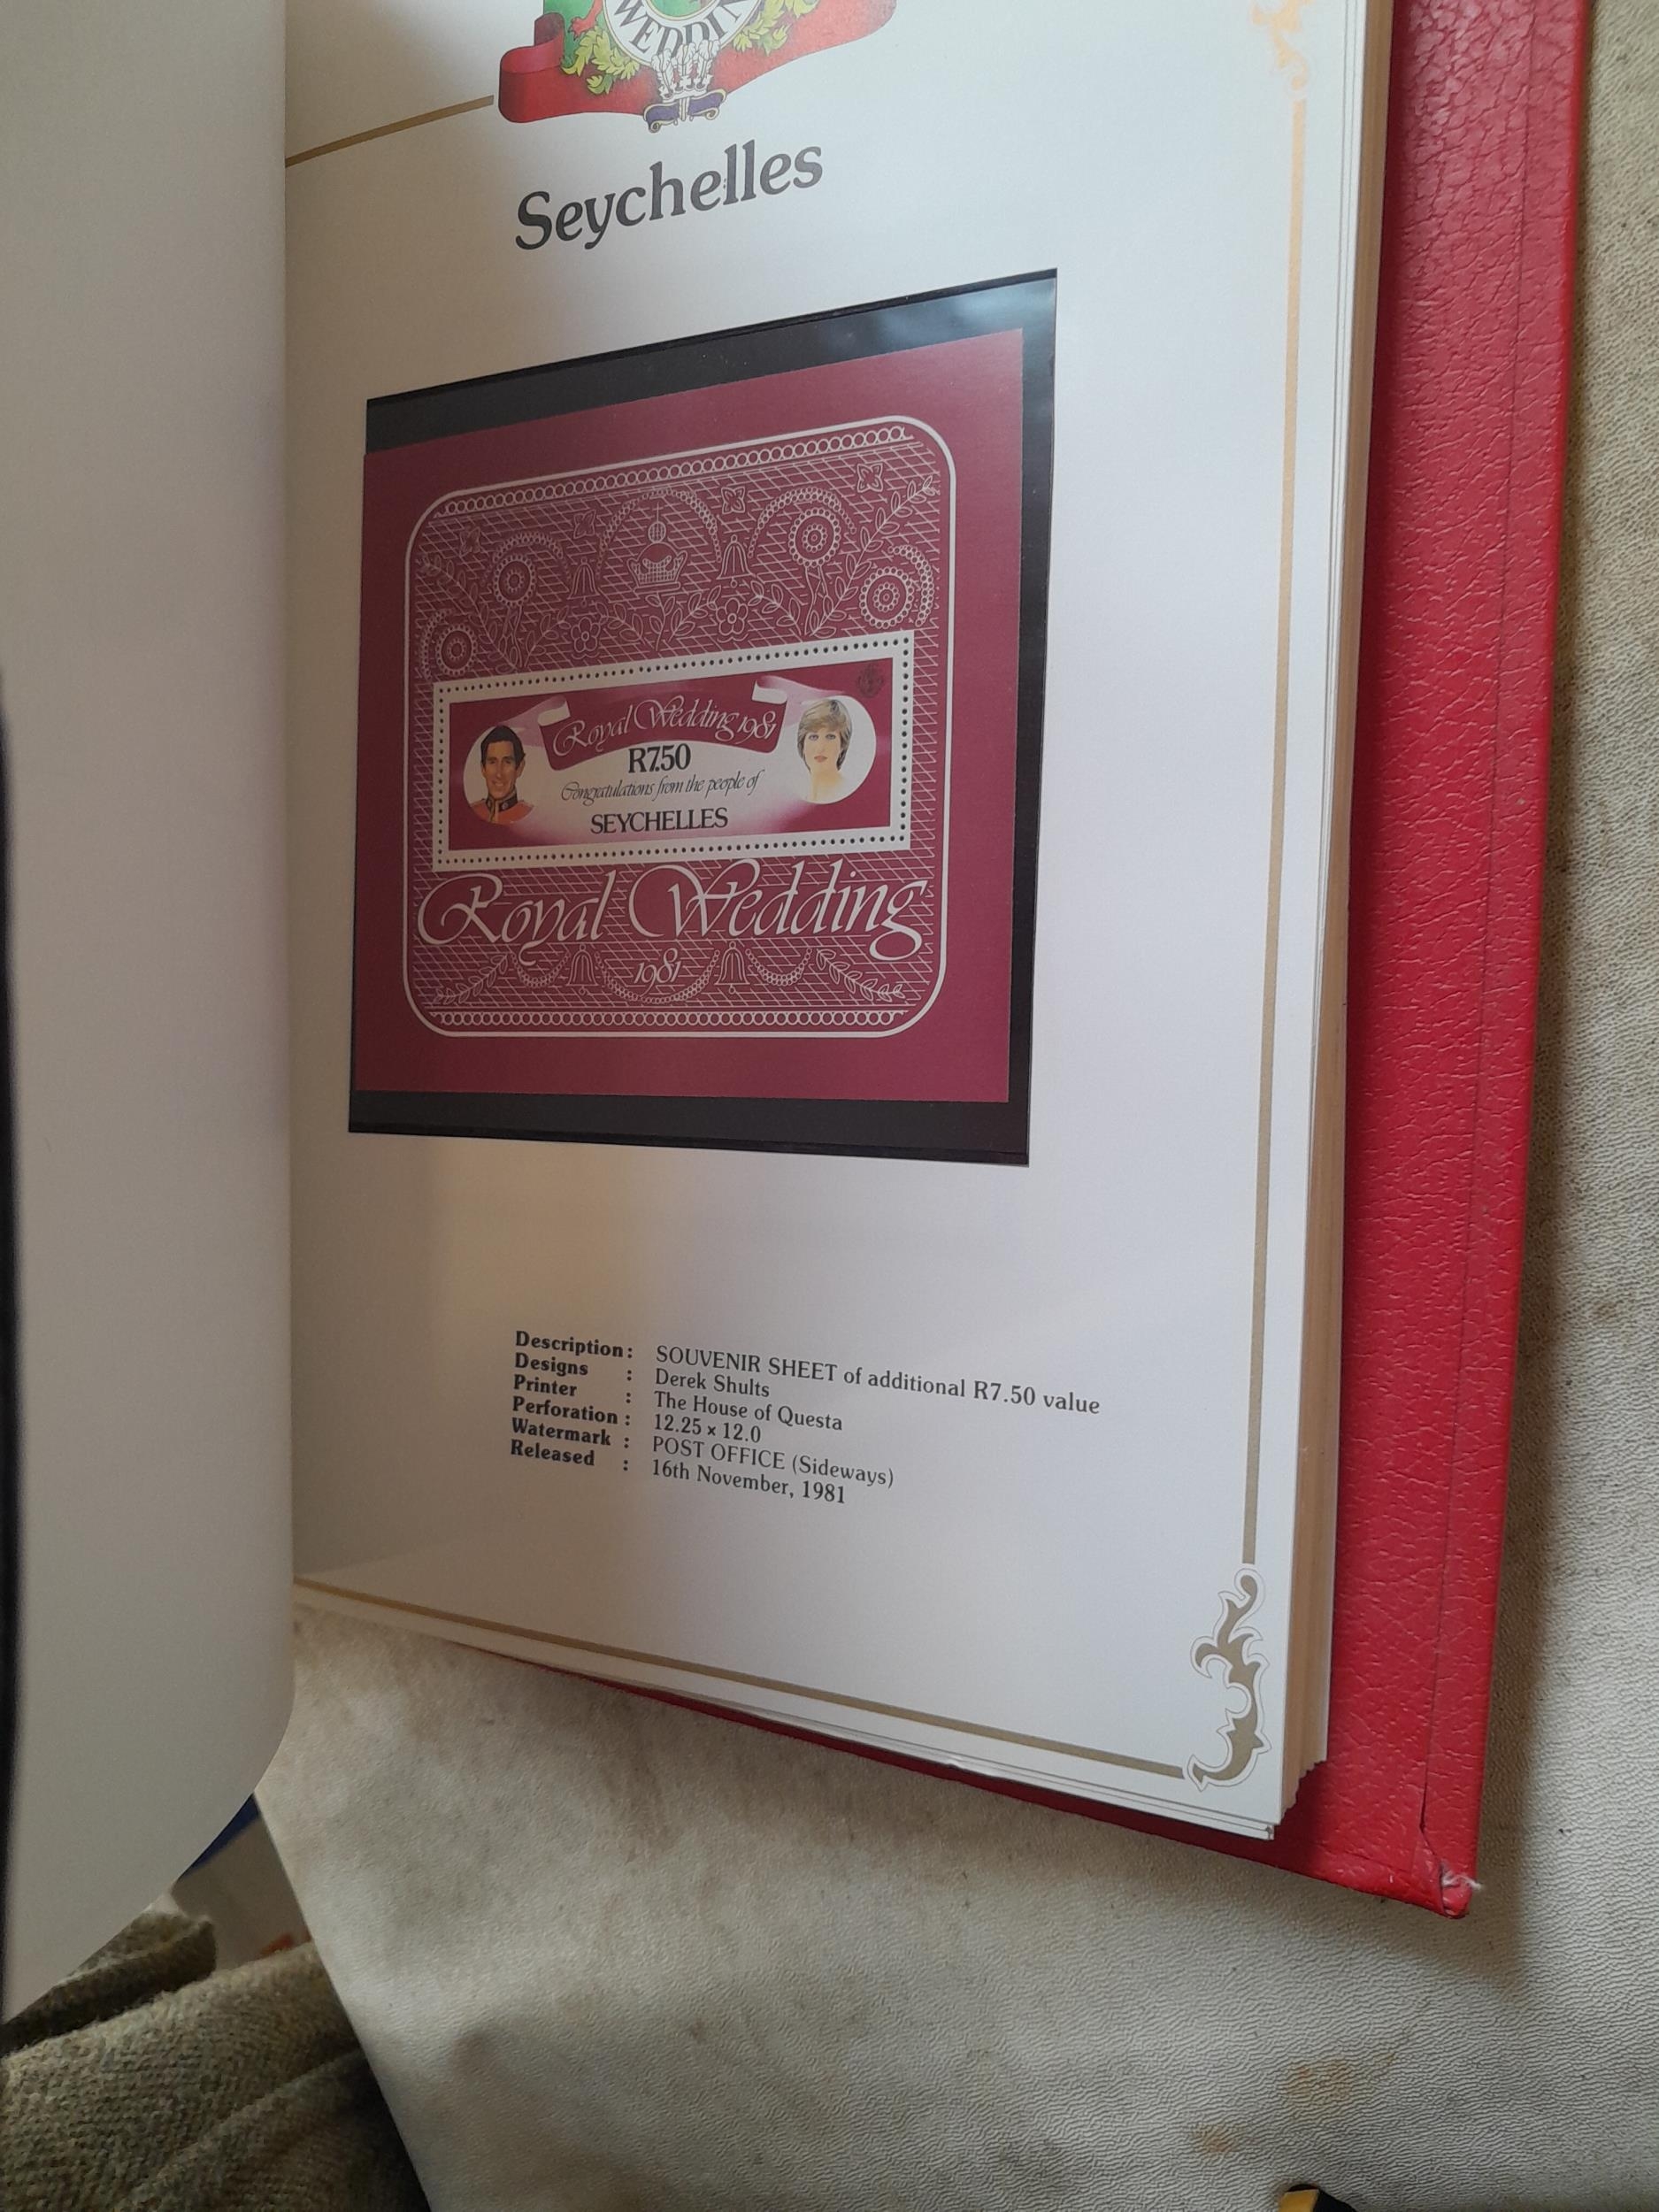 WEDDIN
Seychelles
Royal Wedding 1981
R7.50
Congratulations from the people of
SEYCHELLES
Royal Wedding
1981
Description: SOUVENIR SHEET of additional R7.50 value
Designs : Derek Shults
Printer : The House of Questa
Perforation : 12.25 × 12.0
Watermark : POST OFFICE (Sideways)
Released : 16th November, 1981